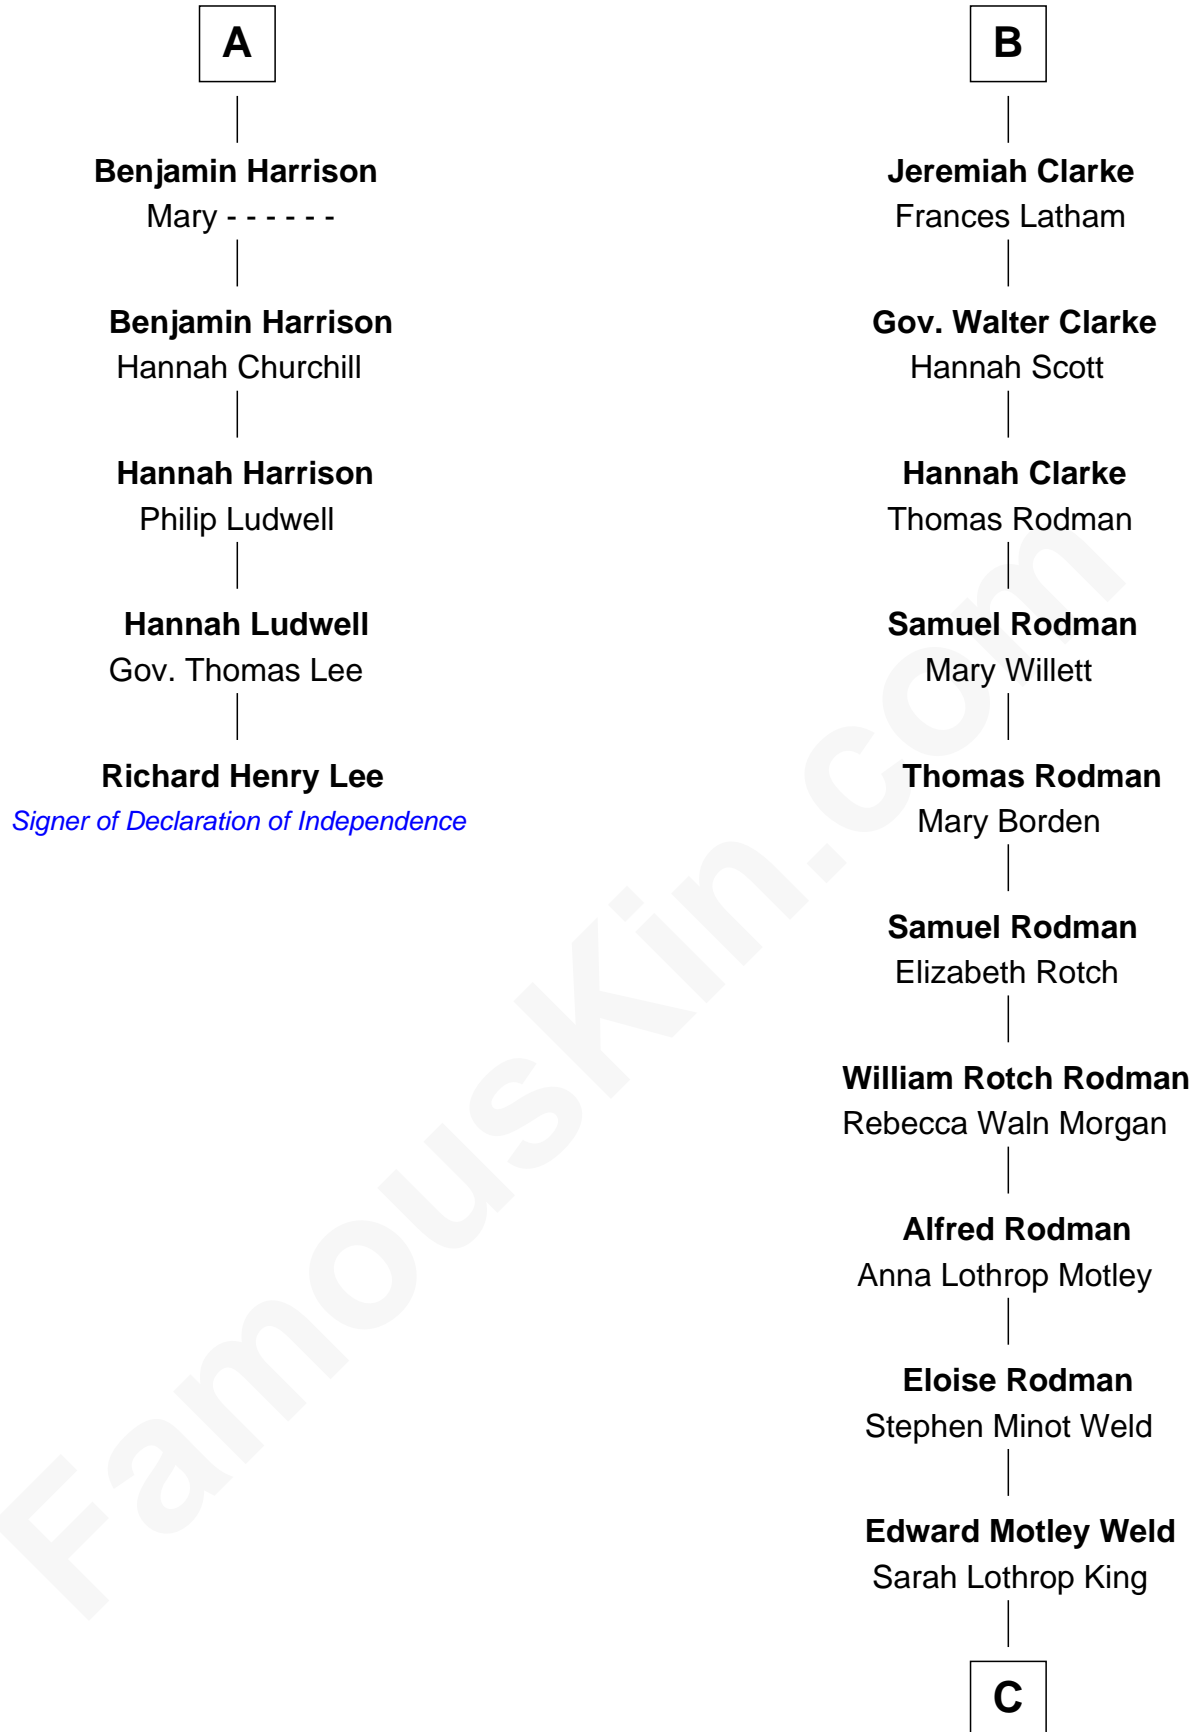 A
Benjamin Harrison
Mary - - - - - -
Benjamin Harrison
Hannah Churchill
Hannah Harrison
Philip Ludwell
Hannah Ludwell
Gov. Thomas Lee
Richard Henry Lee
Signer of Declaration of Independence
B
Jeremiah Clarke
Frances Latham
Gov. Walter Clarke
Hannah Scott
Hannah Clarke
Thomas Rodman
Samuel Rodman
Mary Willett
Thomas Rodman
Mary Borden
Samuel Rodman
Elizabeth Rotch
William Rotch Rodman
Rebecca Waln Morgan
Alfred Rodman
Anna Lothrop Motley
Eloise Rodman
Stephen Minot Weld
Edward Motley Weld
Sarah Lothrop King
C
FamousKin.com